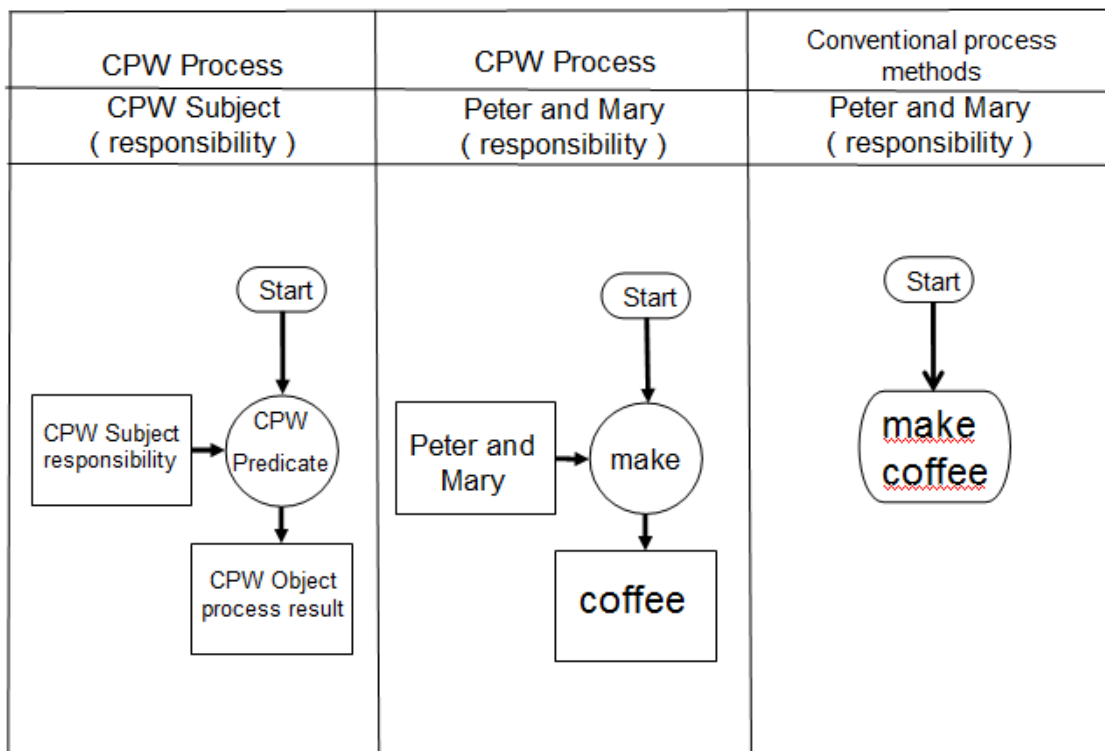 CPW Process
CPW Subject
( responsibility )
Start
CPW
Predicate
CPW Subject
responsibility
CPW Object
process result
CPW Process
Peter and Mary
( responsibility )
Start
Peter and
Mary
make
coffee
Conventional process
methods
Peter and Mary
( responsibility )
Start
make
coffee